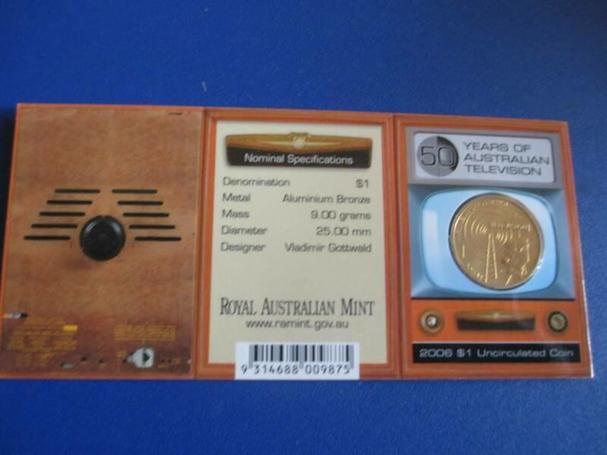 Nominal Specifications
Denomination $1
Metal Aluminium Bronze
Mass 9.00 grams
Diameter 25.00 mm
Designer Vladimir Gottwald
ROYAL AUSTRALIAN MINT
www.ramint.gov.au
9 314688 009875
50 YEARS OF
AUSTRALIAN
TELEVISION
2006 $1 Uncirculated Coin